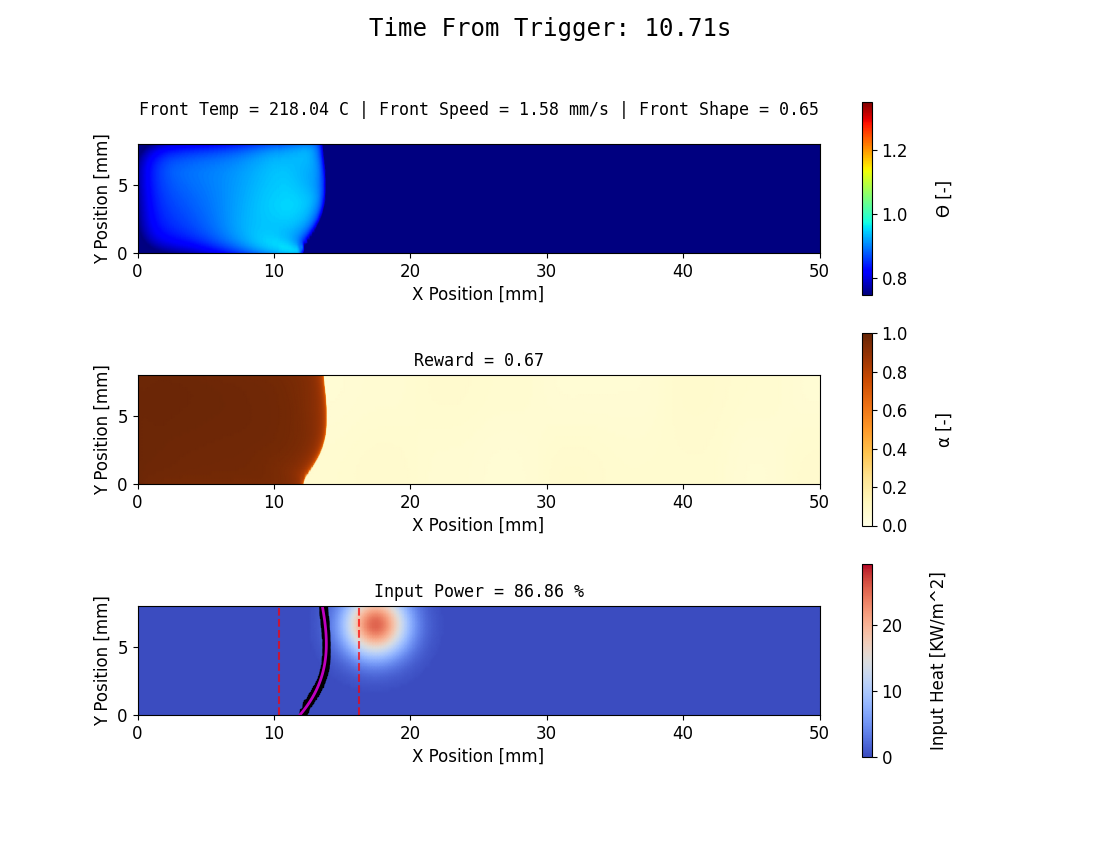 Time From Trigger: 10.71s
Front Temp = 218.04 C | Front Speed = 1.58 mm/s | Front Shape = 0.65
Y Position [mm]
5
0
0 10 20 30 40 50
X Position [mm]
1.2
1.0
0.8
Θ [-]
Reward = 0.67
Y Position [mm]
5
0
0 10 20 30 40 50
X Position [mm]
1.0
0.8
0.6
0.4
0.2
0.0
α [-]
Input Power = 86.86 %
Y Position [mm]
5
0
0 10 20 30 40 50
X Position [mm]
20
10
0
Input Heat [KW/m^2]